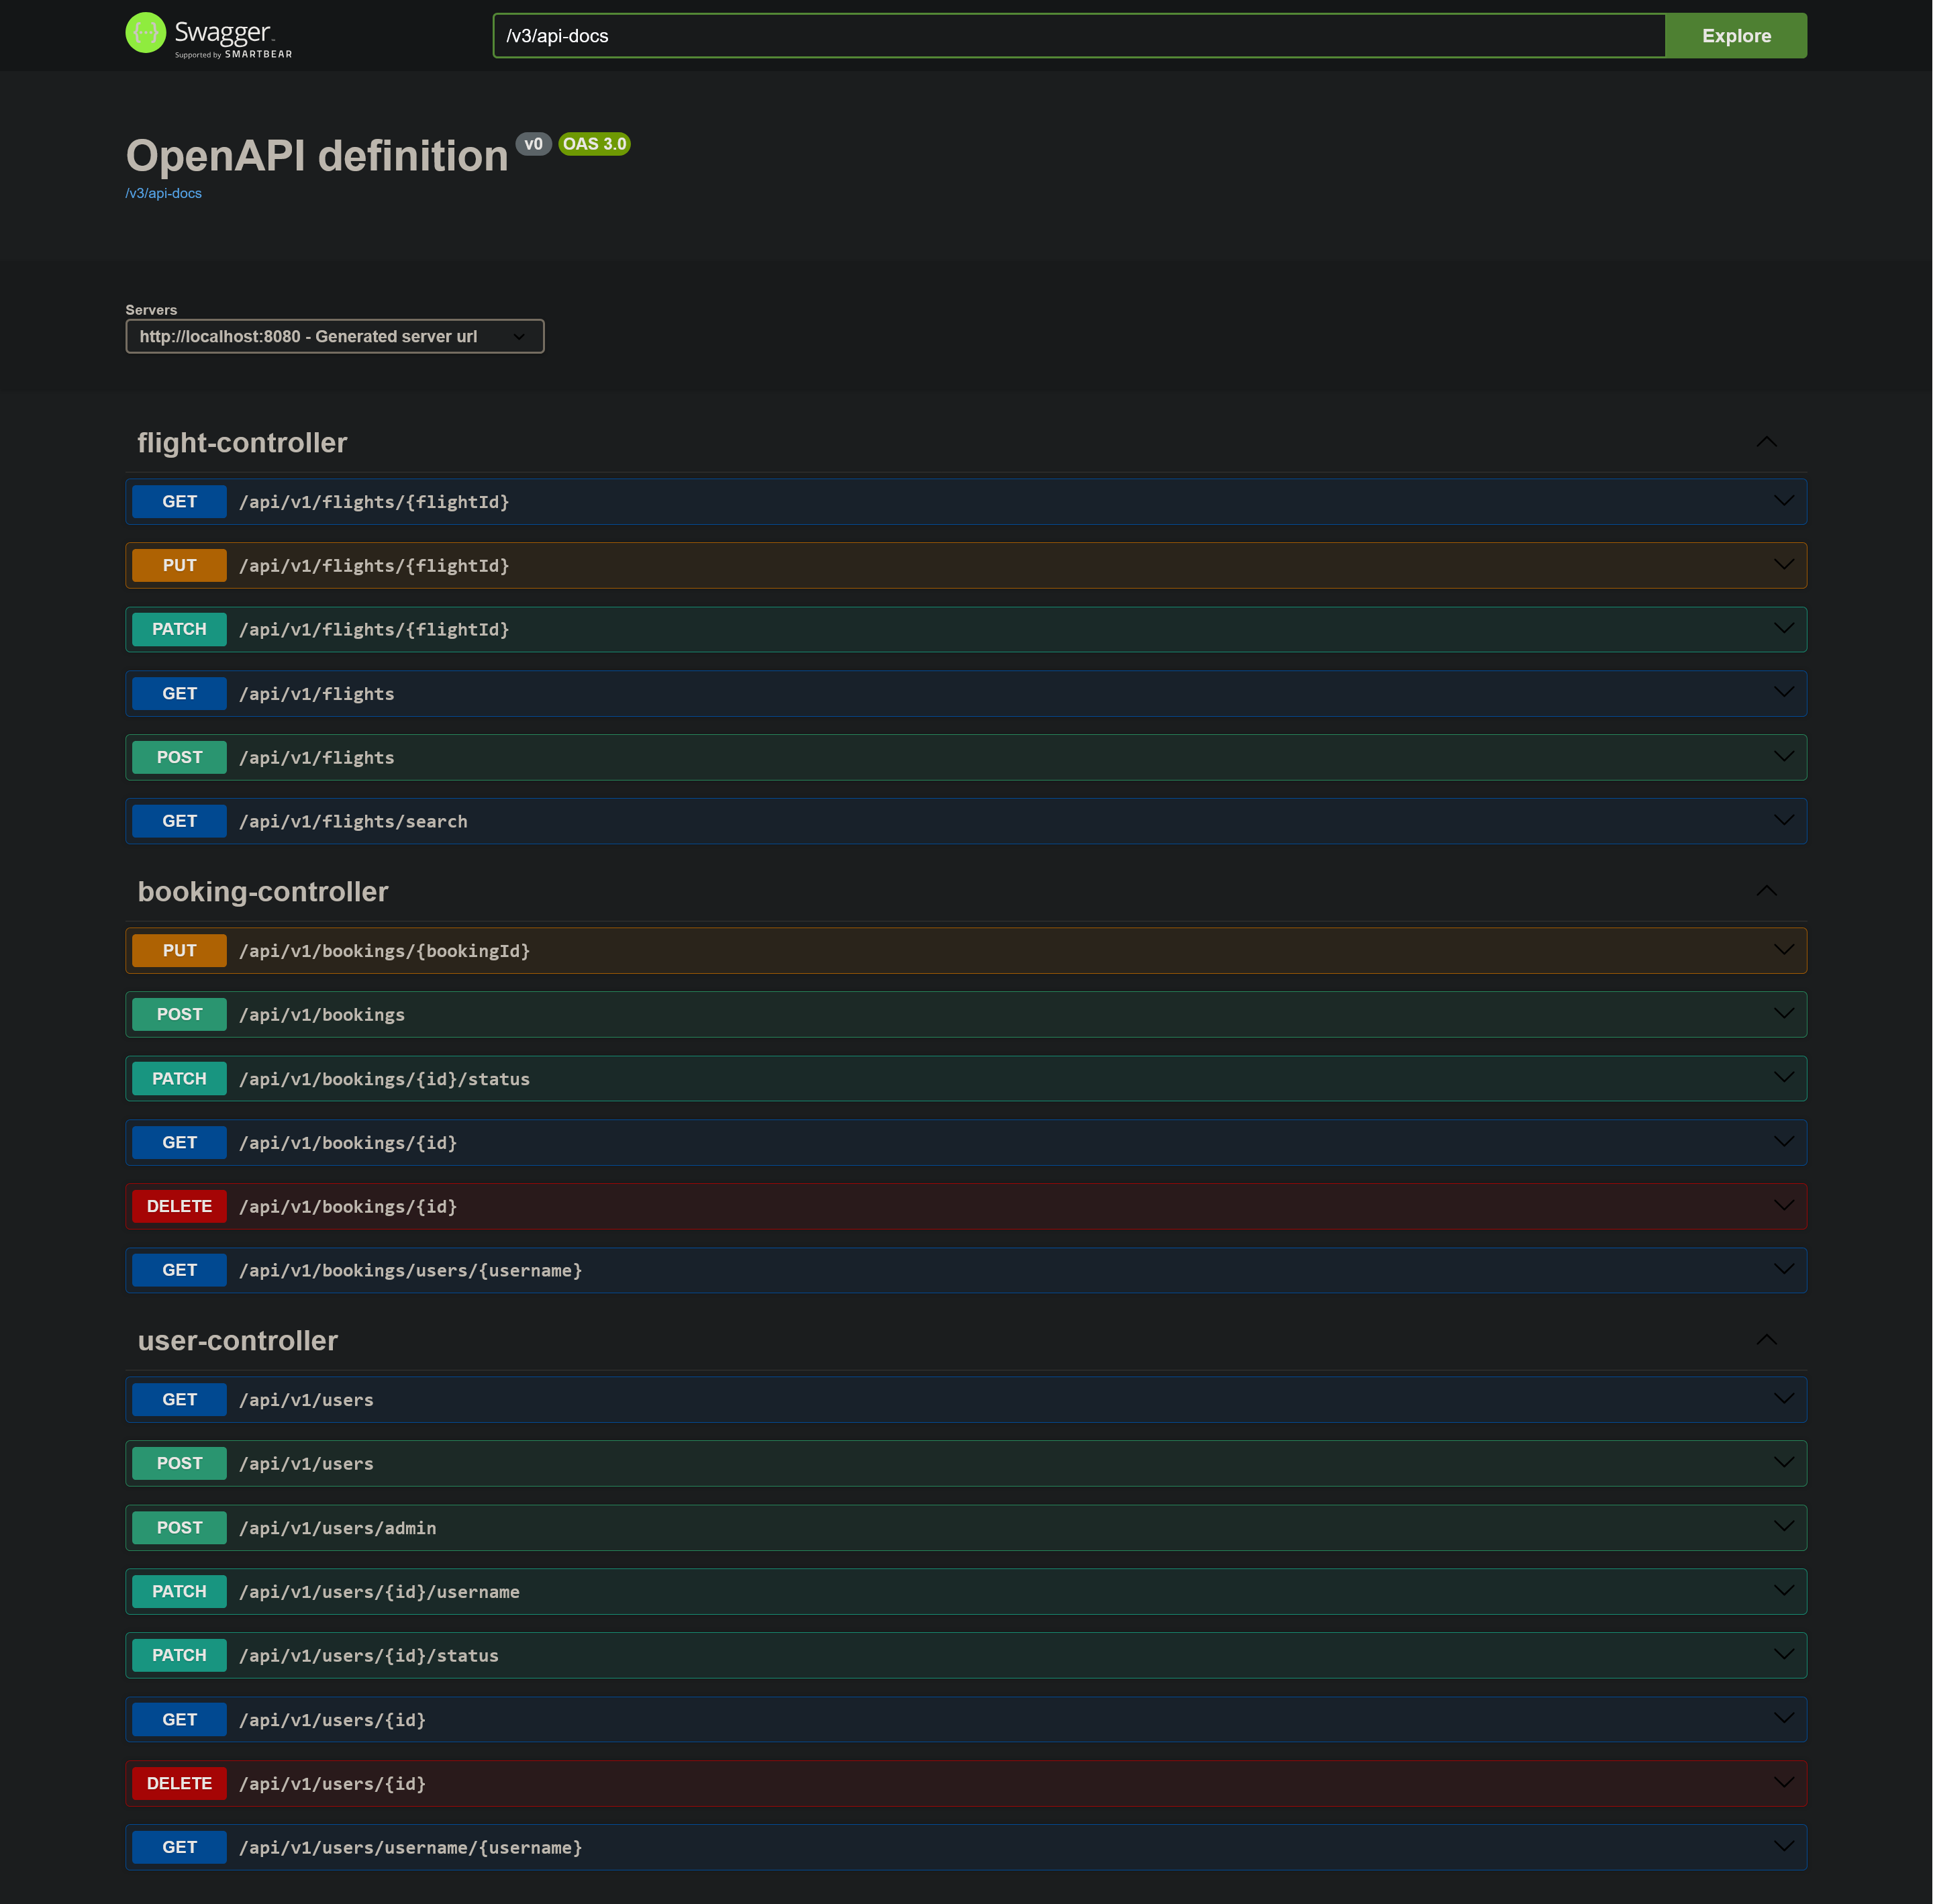 Swagger
Supported by SMARTBEAR
/v3/api-docs
Explore
OpenAPI definition v0 OAS 3.0
/v3/api-docs
Servers
http://localhost:8080 - Generated server url
flight-controller
GET /api/v1/flights/{flightId}
PUT /api/v1/flights/{flightId}
PATCH /api/v1/flights/{flightId}
GET /api/v1/flights
POST /api/v1/flights
GET /api/v1/flights/search
booking-controller
PUT /api/v1/bookings/{bookingId}
POST /api/v1/bookings
PATCH /api/v1/bookings/{id}/status
GET /api/v1/bookings/{id}
DELETE /api/v1/bookings/{id}
GET /api/v1/bookings/users/{username}
user-controller
GET /api/v1/users
POST /api/v1/users
POST /api/v1/users/admin
PATCH /api/v1/users/{id}/username
PATCH /api/v1/users/{id}/status
GET /api/v1/users/{id}
DELETE /api/v1/users/{id}
GET /api/v1/users/username/{username}